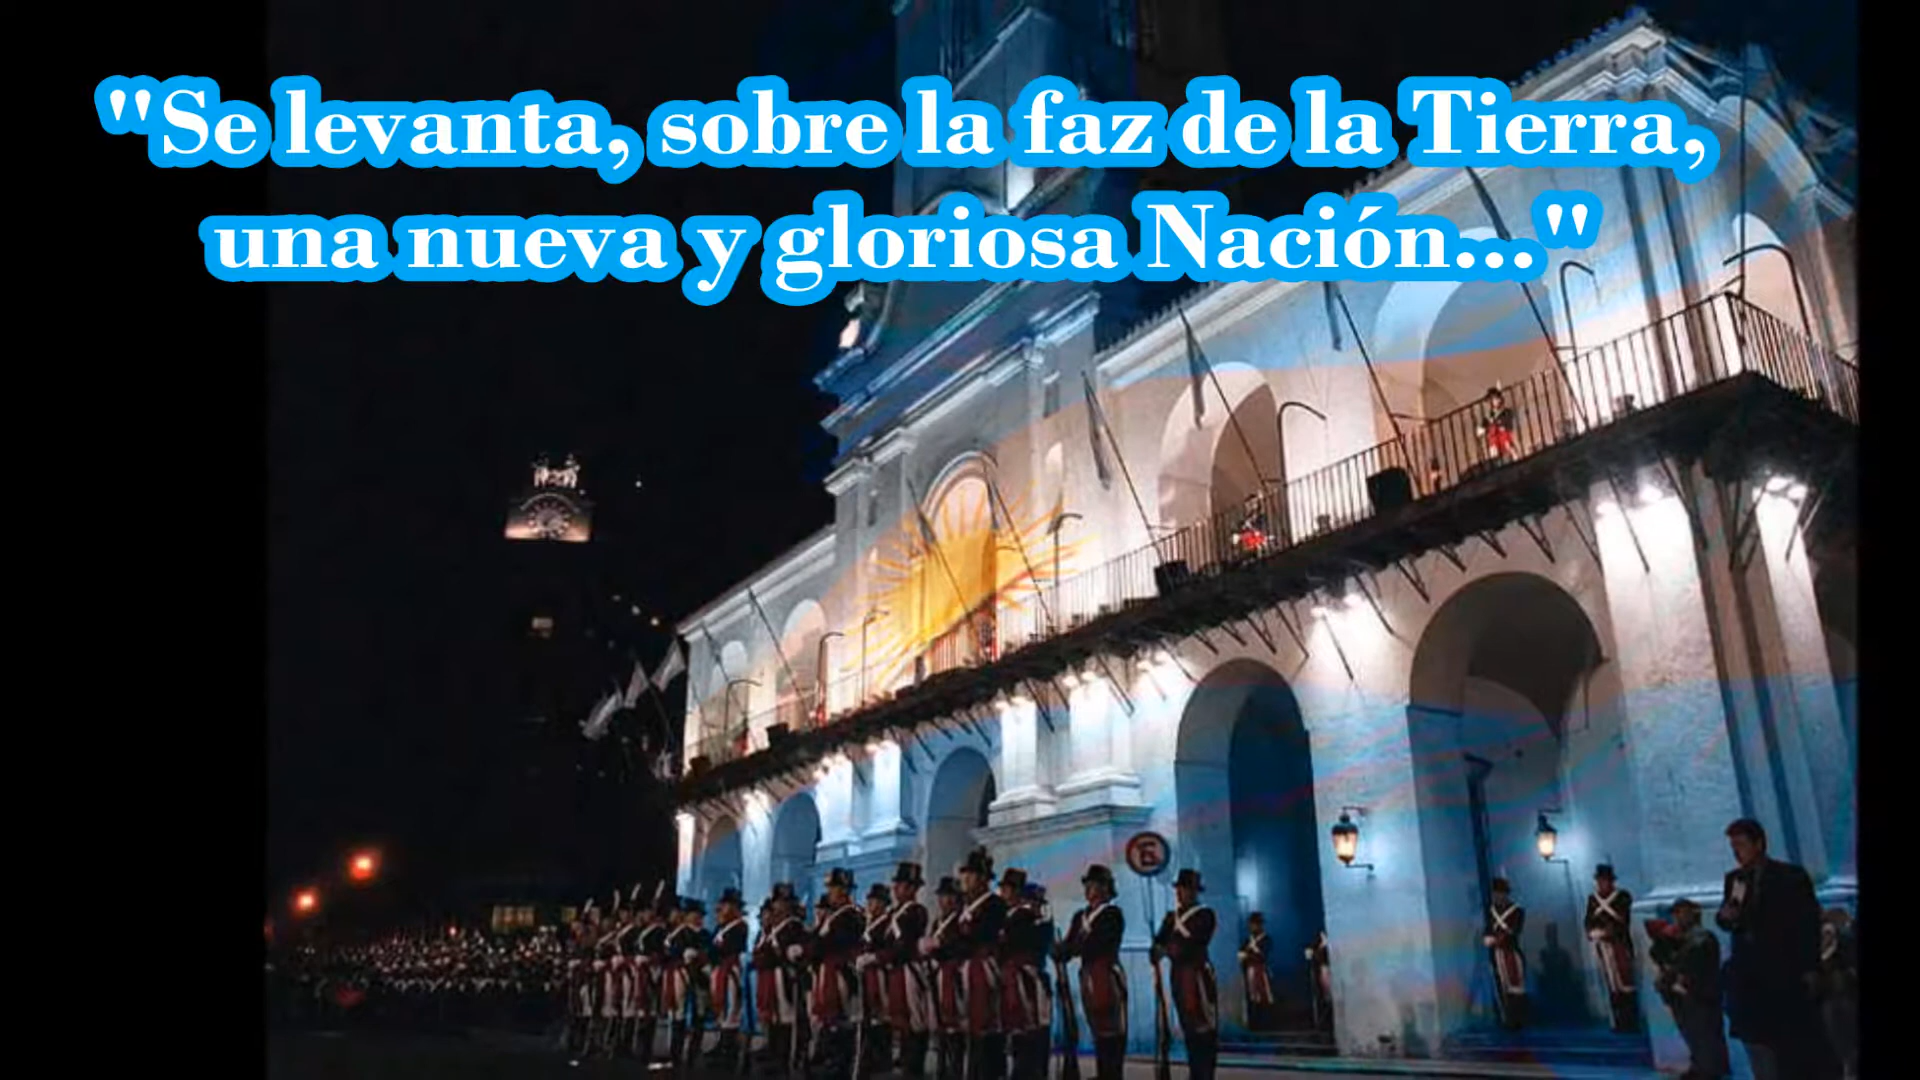 "Se levanta, sobre la faz de la Tierra,
una nueva y gloriosa Nación..."